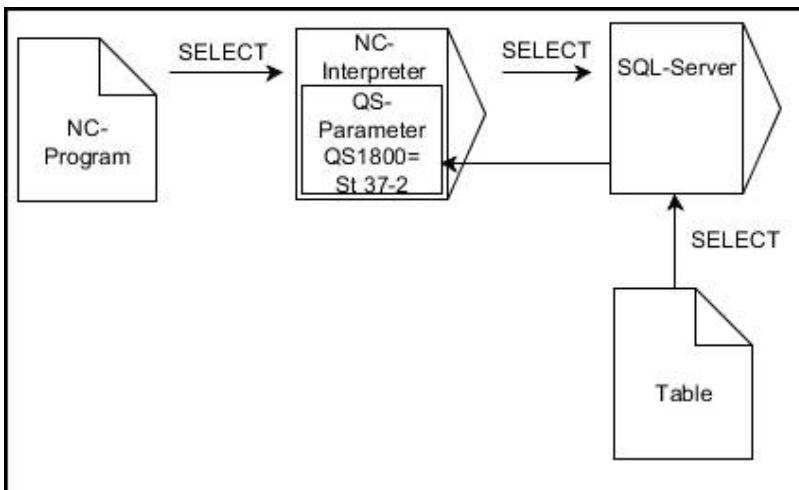 NC-
Program
SELECT
NC-
Interpreter
QS-
Parameter
QS1800=
St 37-2
SELECT
SQL-Server
SELECT
Table